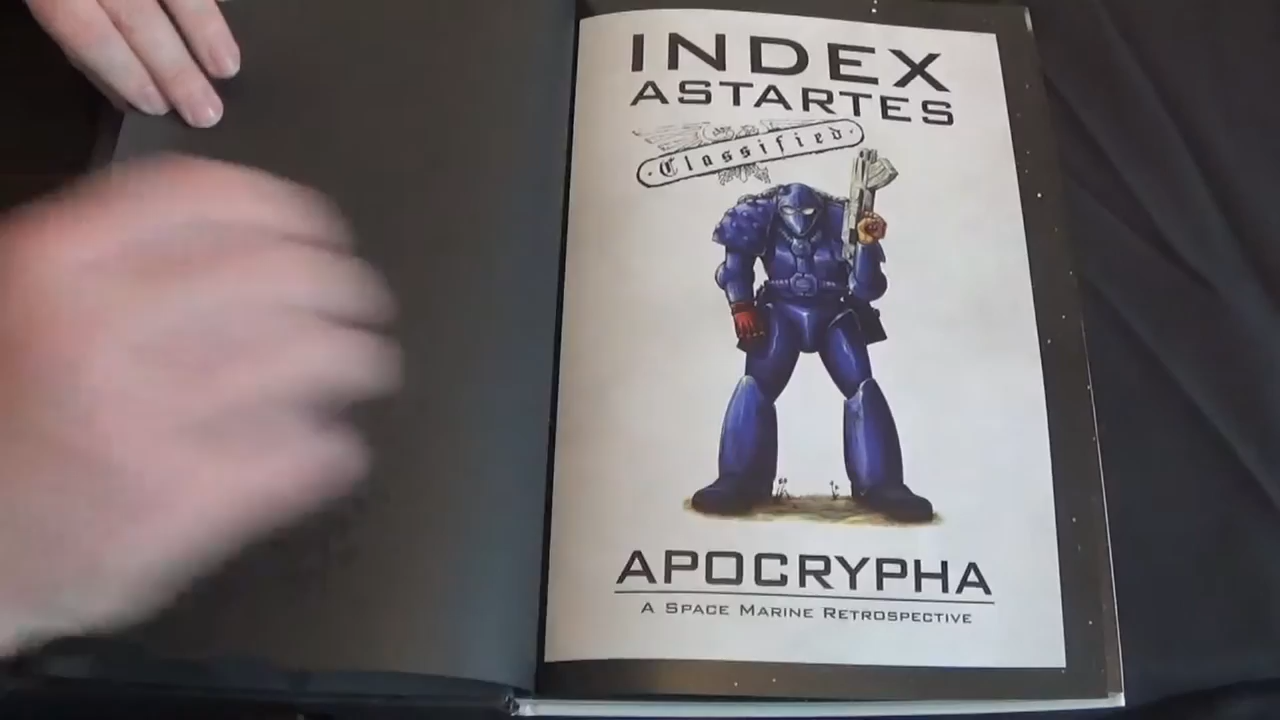 INDEX
ASTARTES
Classified
APOCRYPHA
A Space Marine Retrospective